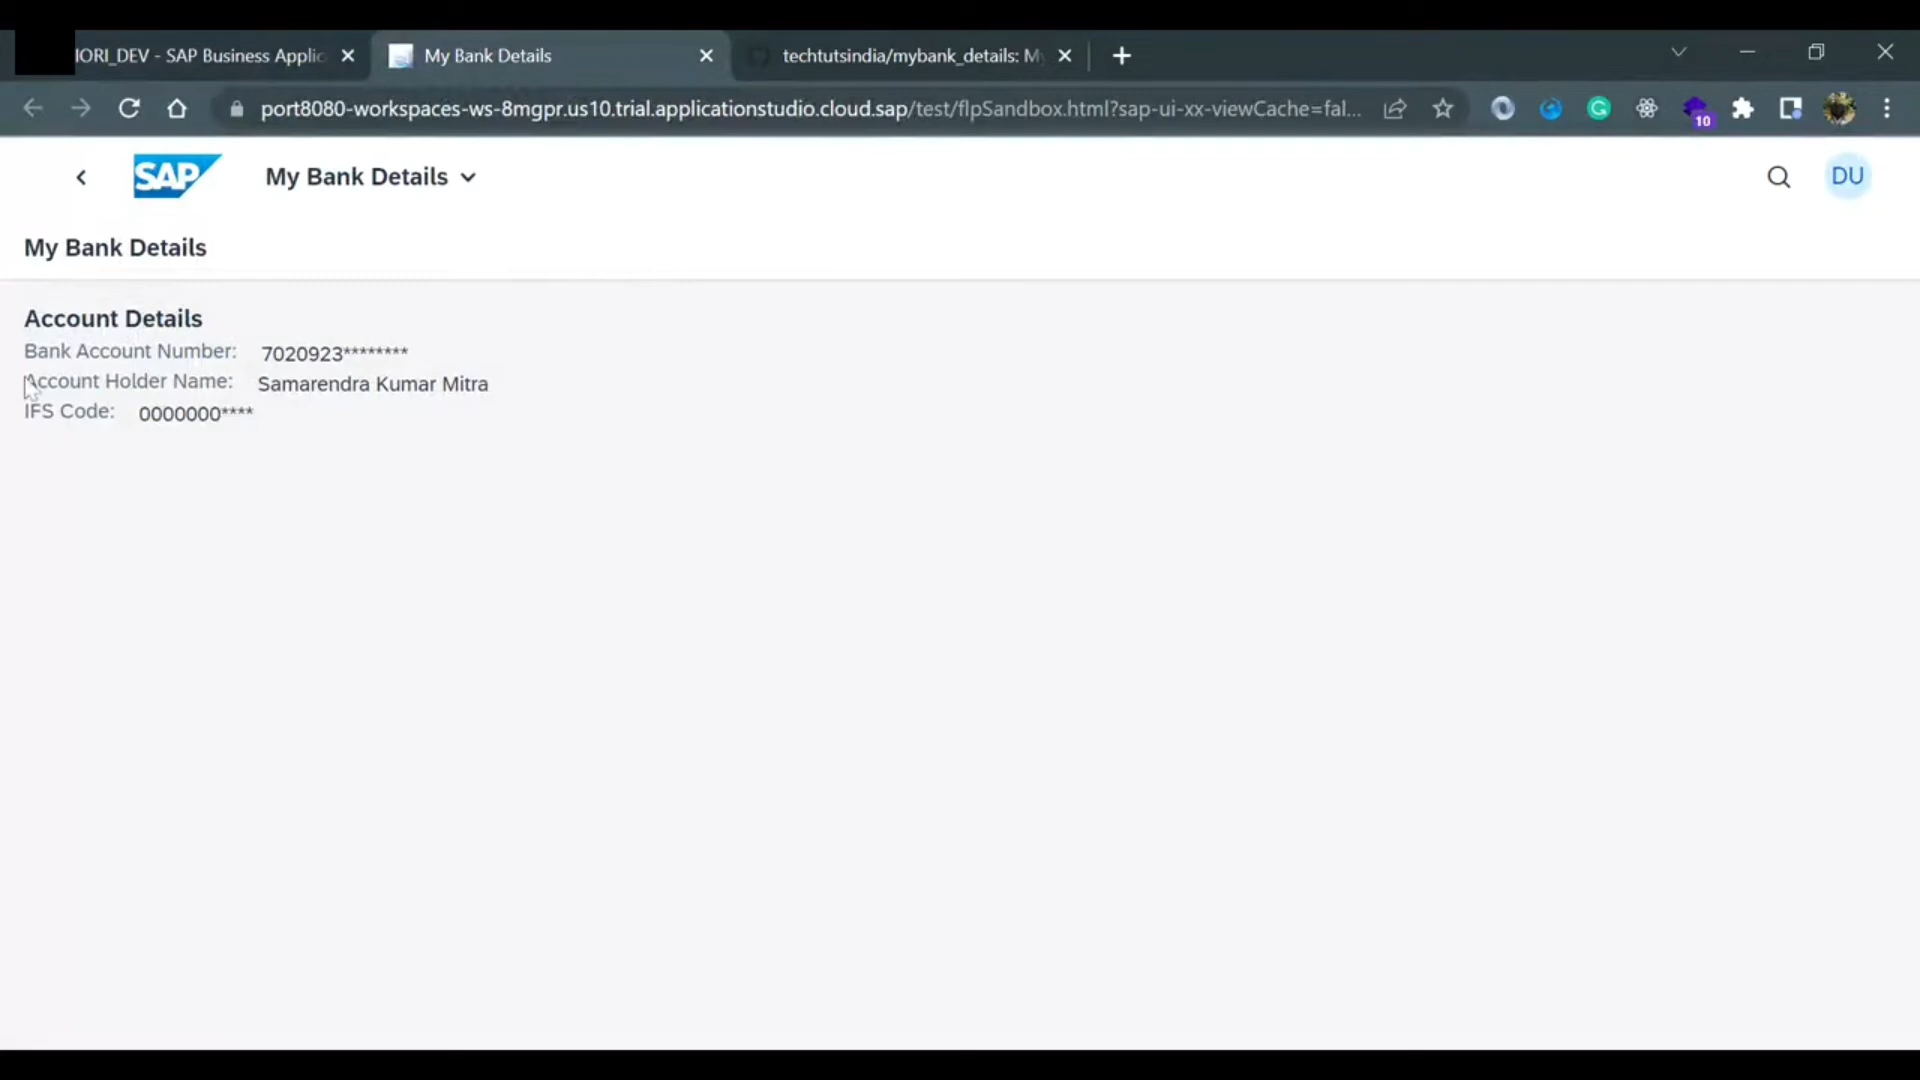 IORI_DEV - SAP Business Applic
My Bank Details
techtutsindia/mybank_details: M
port8080-workspaces-ws-8mgpr.us10.trial.applicationstudio.cloud.sap/test/flpSandbox.html?sap-ui-xx-viewCache=fal...
10
SAP
My Bank Details
DU
My Bank Details
Account Details
Bank Account Number: 7020923********
Account Holder Name: Samarendra Kumar Mitra
IFS Code: 0000000****